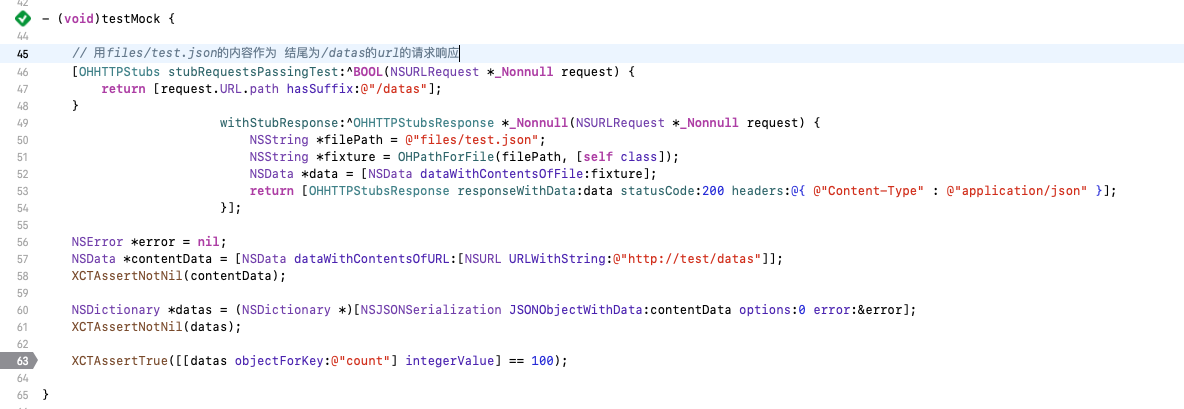 42
- (void)testMock {
44
45 // 用files/test.json的内容作为 结尾为/datas的url的请求响应
46 [OHHTTPStubs stubRequestsPassingTest:^BOOL(NSURLRequest *_Nonnull request) {
47 return [request.URL.path hasSuffix:@"/datas"];
48 }
49 withStubResponse:^OHHTTPStubsResponse *_Nonnull(NSURLRequest *_Nonnull request) {
50 NSString *filePath = @"files/test.json";
51 NSString *fixture = OHPathForFile(filePath, [self class]);
52 NSData *data = [NSData dataWithContentsOfFile:fixture];
53 return [OHHTTPStubsResponse responseWithData:data statusCode:200 headers:@{ @"Content-Type" : @"application/json" }];
54 }];
55
56 NSError *error = nil;
57 NSData *contentData = [NSData dataWithContentsOfURL:[NSURL URLWithString:@"http://test/datas"]];
58 XCTAssertNotNil(contentData);
59
60 NSDictionary *datas = (NSDictionary *)[NSJSONSerialization JSONObjectWithData:contentData options:0 error:&error];
61 XCTAssertNotNil(datas);
62
63 XCTAssertTrue([[datas objectForKey:@"count"] integerValue] == 100);
64
65 }